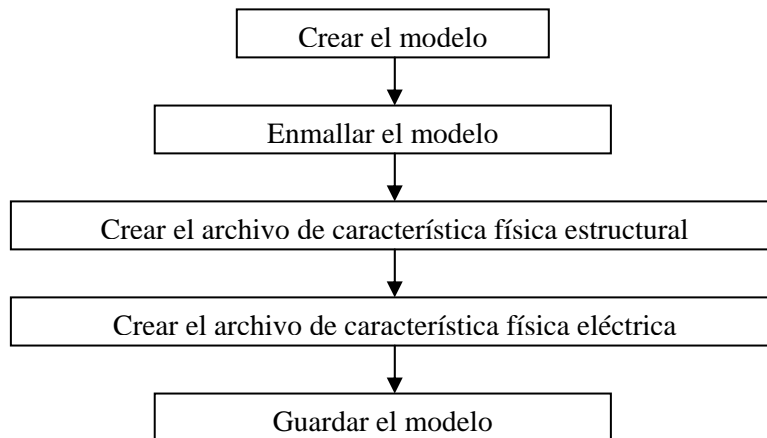 Crear el modelo
Enmallar el modelo
Crear el archivo de característica física estructural
Crear el archivo de característica física eléctrica
Guardar el modelo